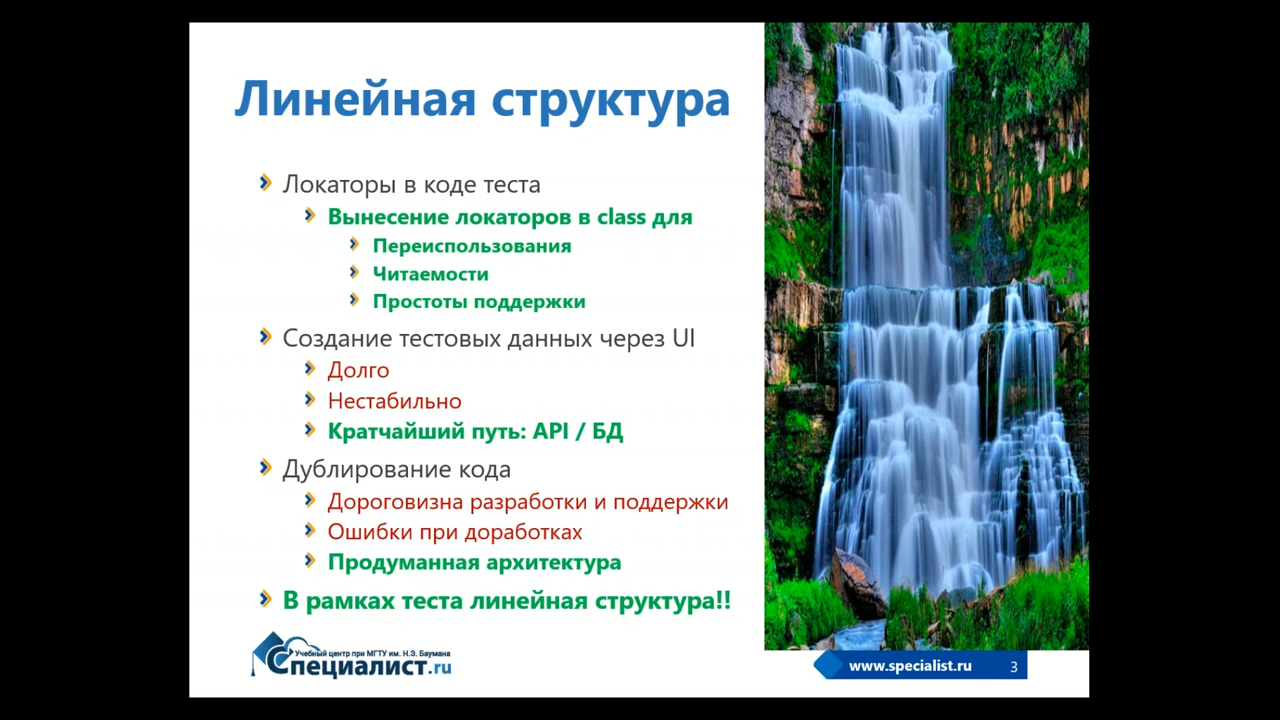 Линейная структура
Локаторы в коде теста
Вынесение локаторов в class для
Переиспользования
Читаемости
Простоты поддержки
Создание тестовых данных через UI
Долго
Нестабильно
Кратчайший путь: API / БД
Дублирование кода
Дороговизна разработки и поддержки
Ошибки при доработках
Продуманная архитектура
В рамках теста линейная структура!!
Учебный центр при МГТУ им. Н.Э. Баумана
Специалист.ru
www.specialist.ru 3